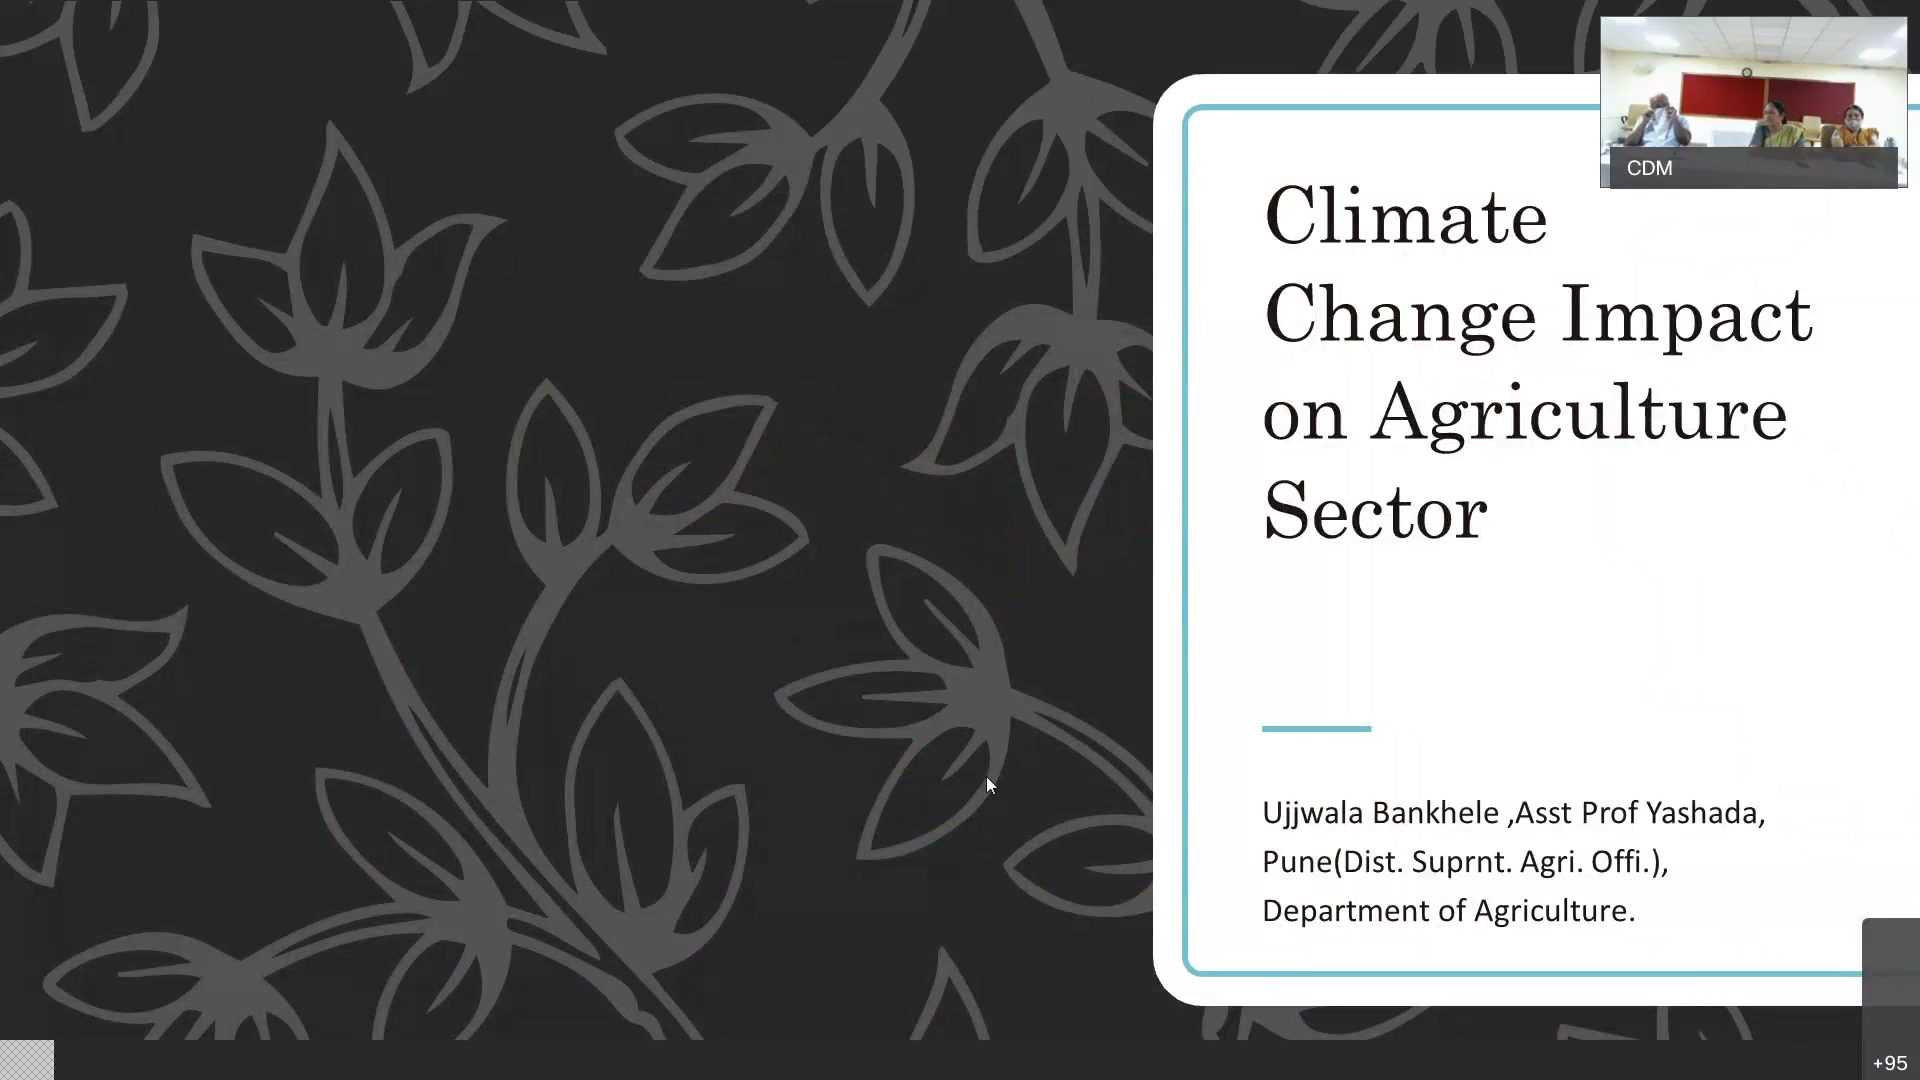 CDM
Climate
Change Impact
on Agriculture
Sector
Ujjwala Bankhele ,Asst Prof Yashada,
Pune(Dist. Suprnt. Agri. Offi.),
Department of Agriculture.
+95